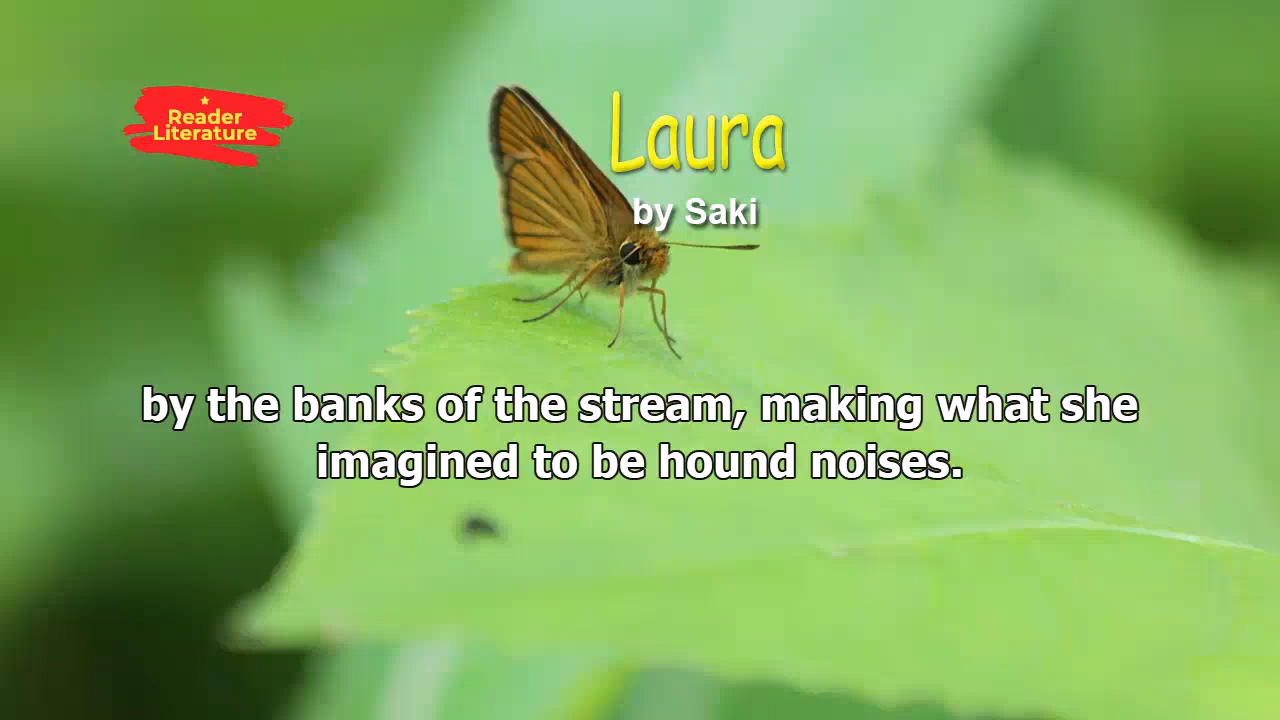 Reader
Literature
Laura
by Saki
by the banks of the stream, making what she
imagined to be hound noises.